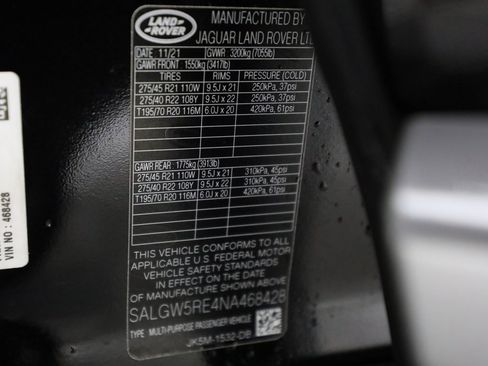 LAND
ROVER
MANUFACTURED BY
JAGUAR LAND ROVER LTD
DATE 11/21 GVWR 3200kg (7055lb)
GAWR FRONT 1550kg (3417lb)
TIRES RIMS PRESSURE (COLD)
275/45 R21 110W 9.5J x 21 250kPa, 37psi
275/40 R22 108Y 9.5J x 22 250kPa, 37psi
T195/70 R20 116M 6.0J x 20 420kPa, 61psi
GAWR REAR 1775kg (3913lb)
275/45 R21 110W 9.5J x 21 310kPa, 45psi
275/40 R22 108Y 9.5J x 22 310kPa, 45psi
T195/70 R20 116M 6.0J x 20 420kPa, 61psi
THIS VEHICLE CONFORMS TO ALL
APPLICABLE U S FEDERAL MOTOR
VEHICLE SAFETY STANDARDS
IN EFFECT ON THE DATE
OF MANUFACTURE SHOWN ABOVE
SALGW5RE4NA468428
TYPE MULTI-PURPOSE PASSENGER VEHICLE
JK5M-1532-DB
VIN NO : 468428